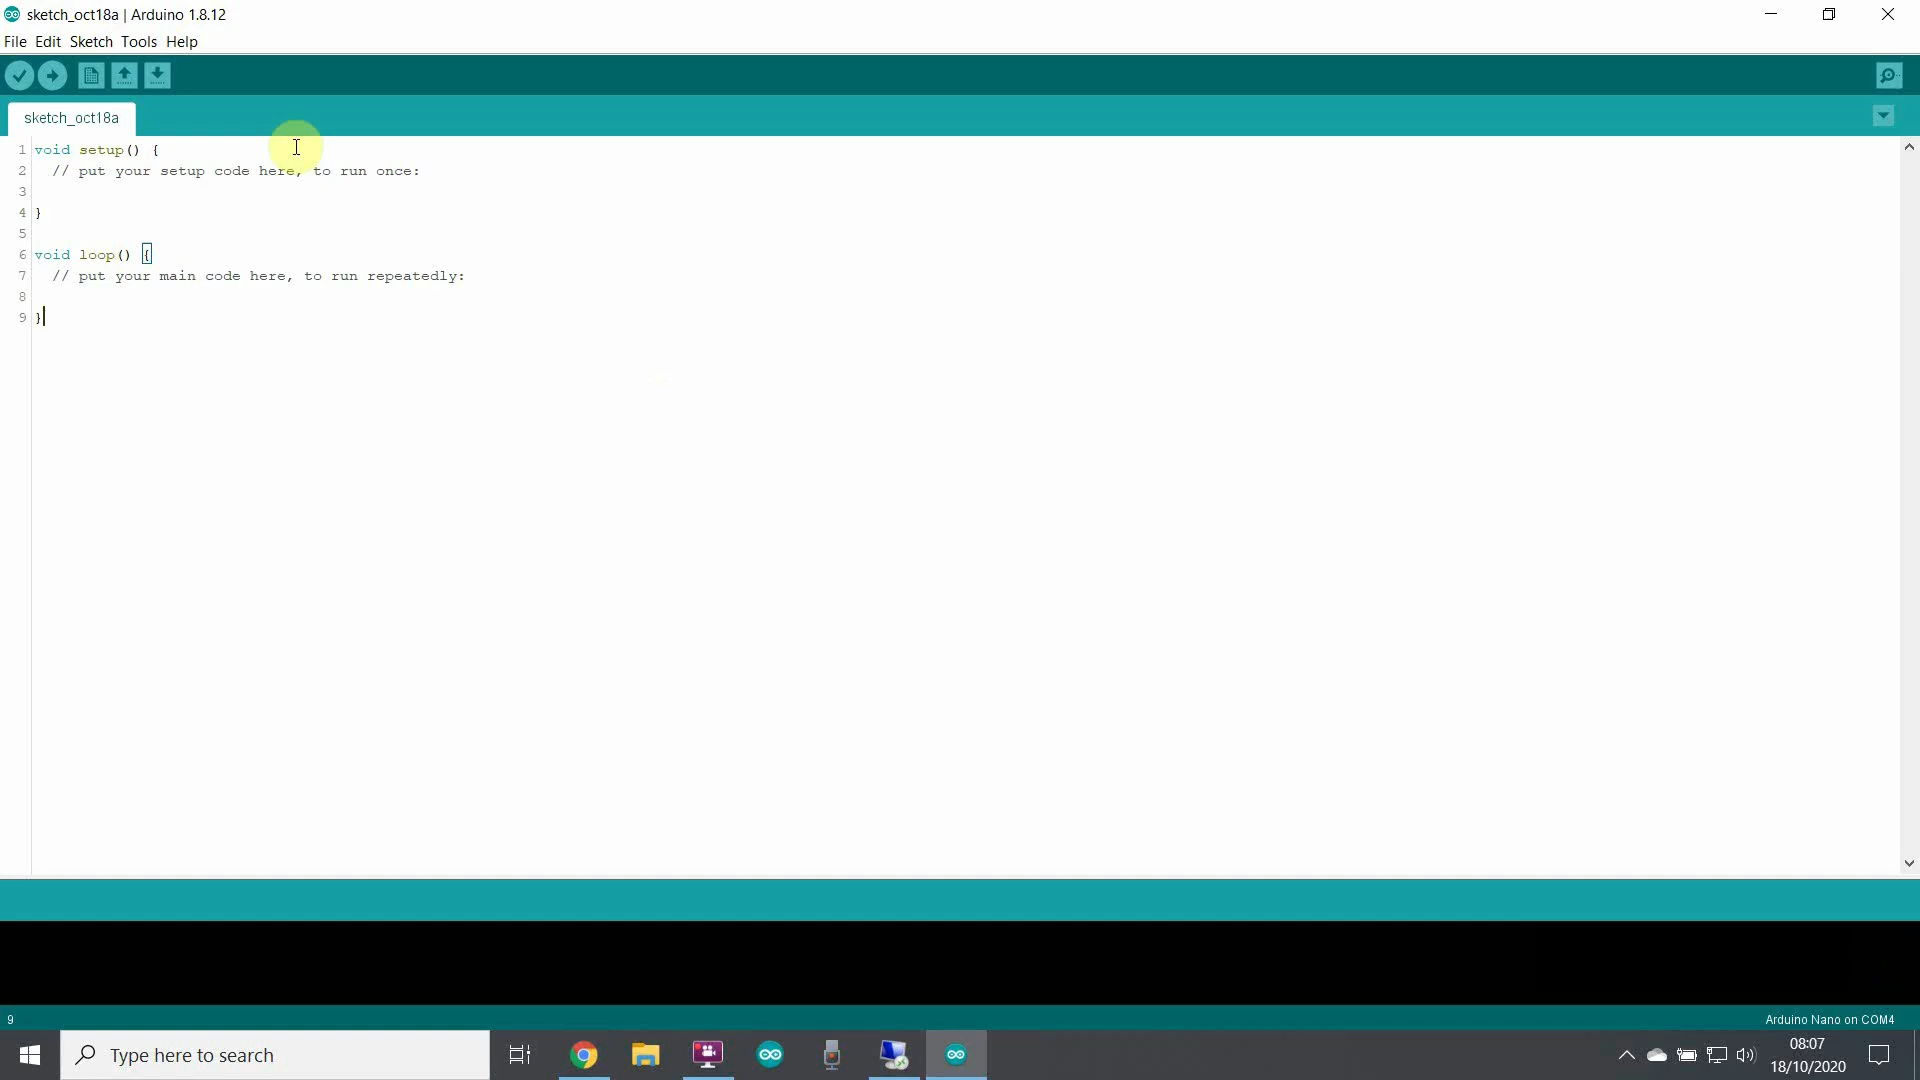 sketch_oct18a | Arduino 1.8.12
File Edit Sketch Tools Help
sketch_oct18a
1 void setup() {
2 // put your setup code here, to run once:
3
4 }
5
6 void loop() {
7 // put your main code here, to run repeatedly:
8
9 }
9
Arduino Nano on COM4
Type here to search
08:07
18/10/2020